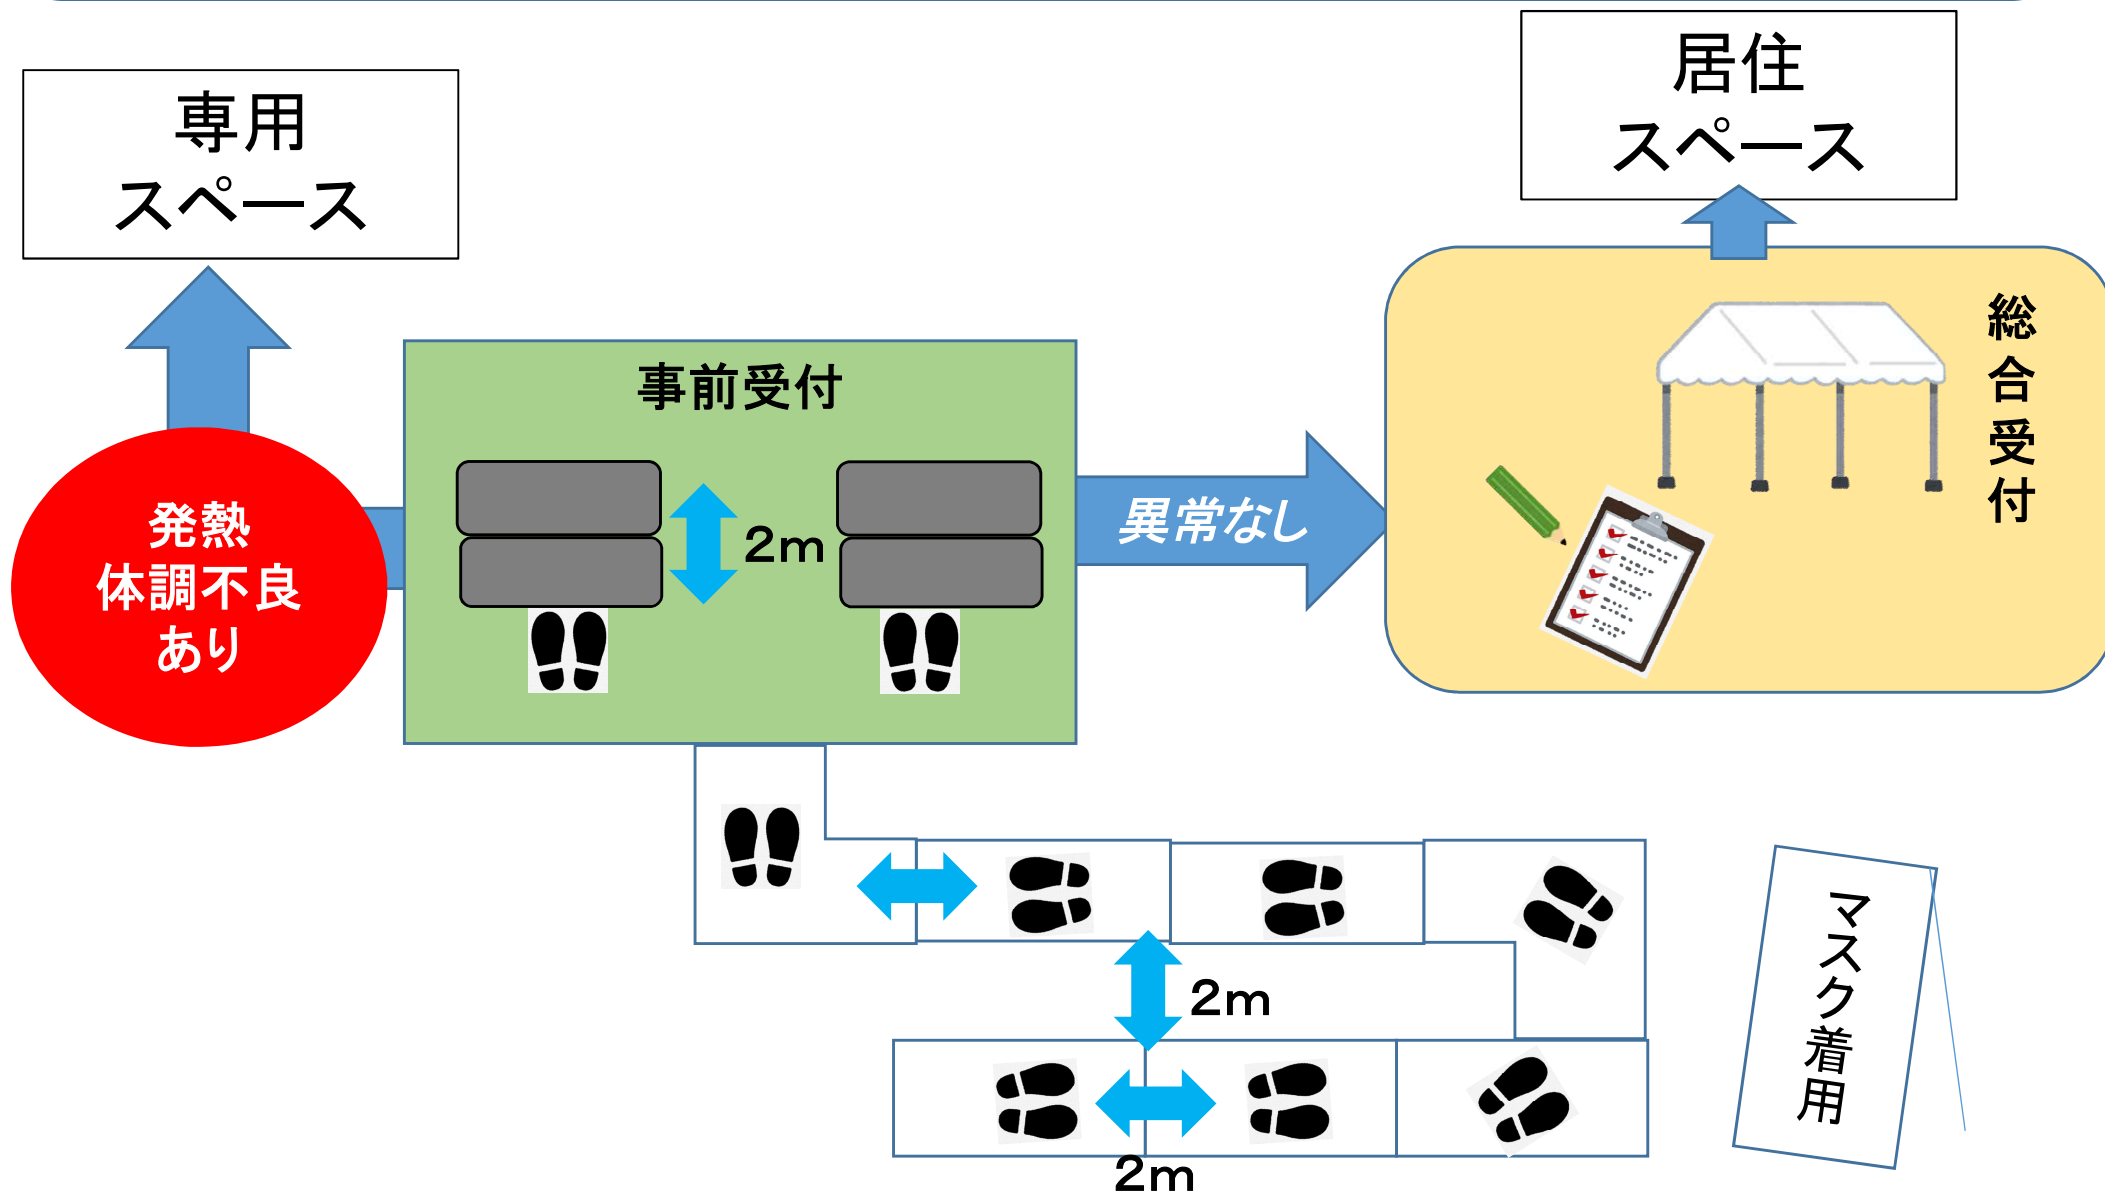 居住
スペース
専用
スペース
総合受付
事前受付
２ｍ
異常なし
発熱
体調不良
あり
マスク着用
２ｍ
２ｍ